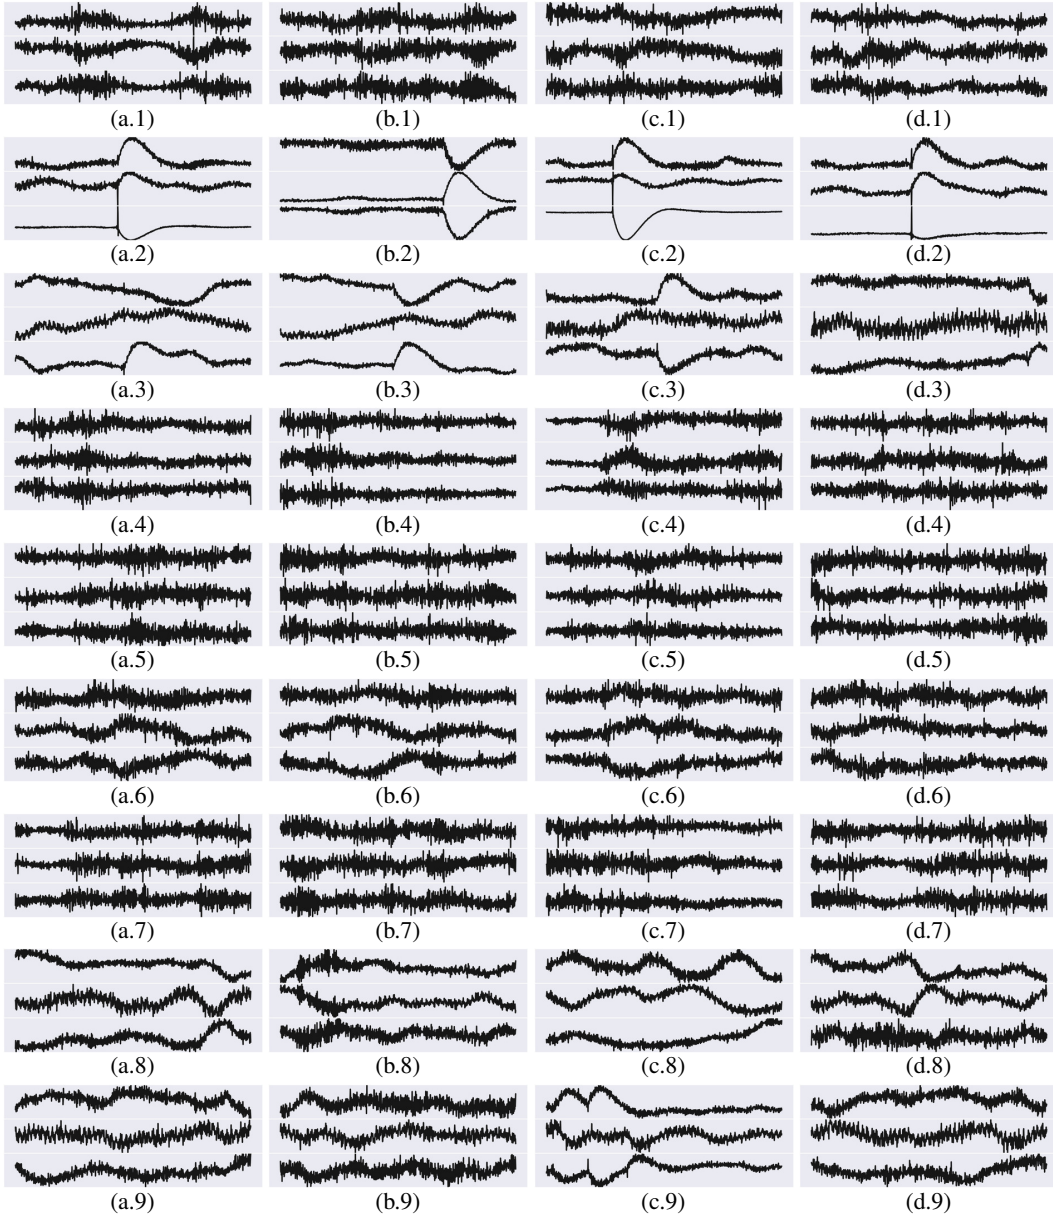 (a.1) (b.1) (c.1) (d.1)
(a.2) (b.2) (c.2) (d.2)
(a.3) (b.3) (c.3) (d.3)
(a.4) (b.4) (c.4) (d.4)
(a.5) (b.5) (c.5) (d.5)
(a.6) (b.6) (c.6) (d.6)
(a.7) (b.7) (c.7) (d.7)
(a.8) (b.8) (c.8) (d.8)
(a.9) (b.9) (c.9) (d.9)